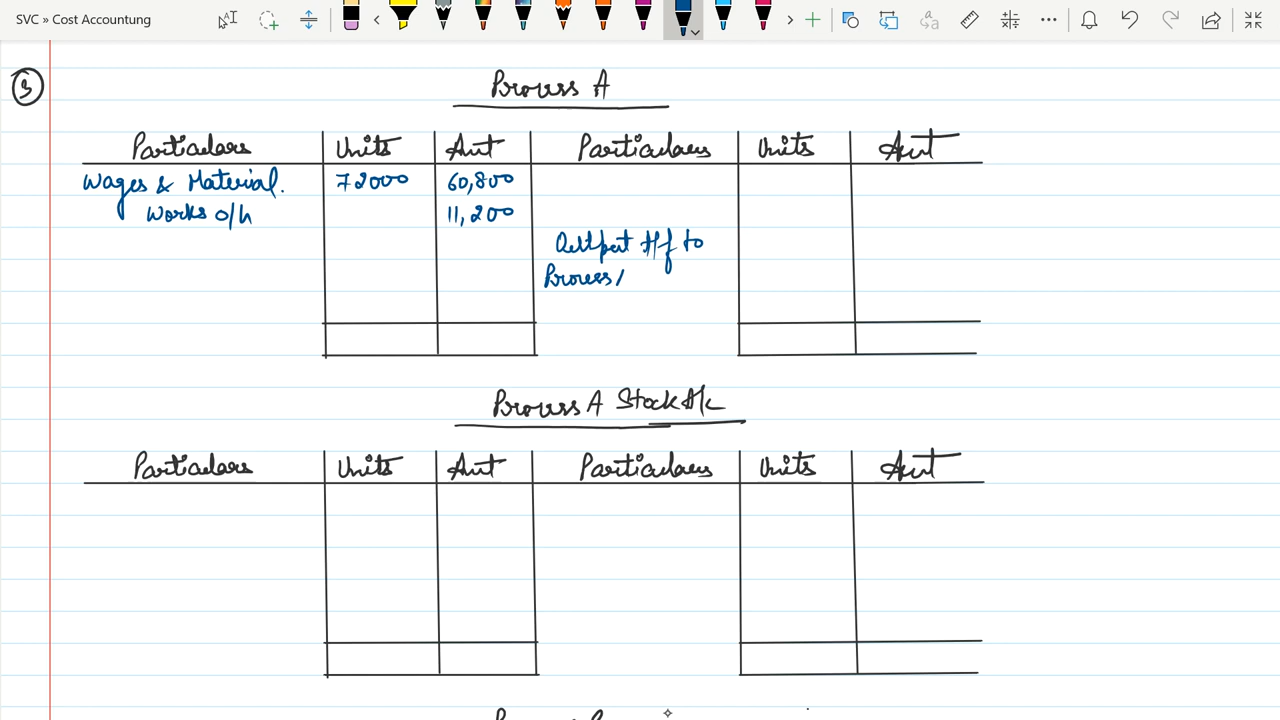 SVC » Cost Accountung
3
Process A
Particulars Units Amt Particulars Units Amt
Wages & Material. 72000 60,800
Works o/h 11,200
Output t/f to
Process
Process A Stock A/c
Particulars Units Amt Particulars Units Amt